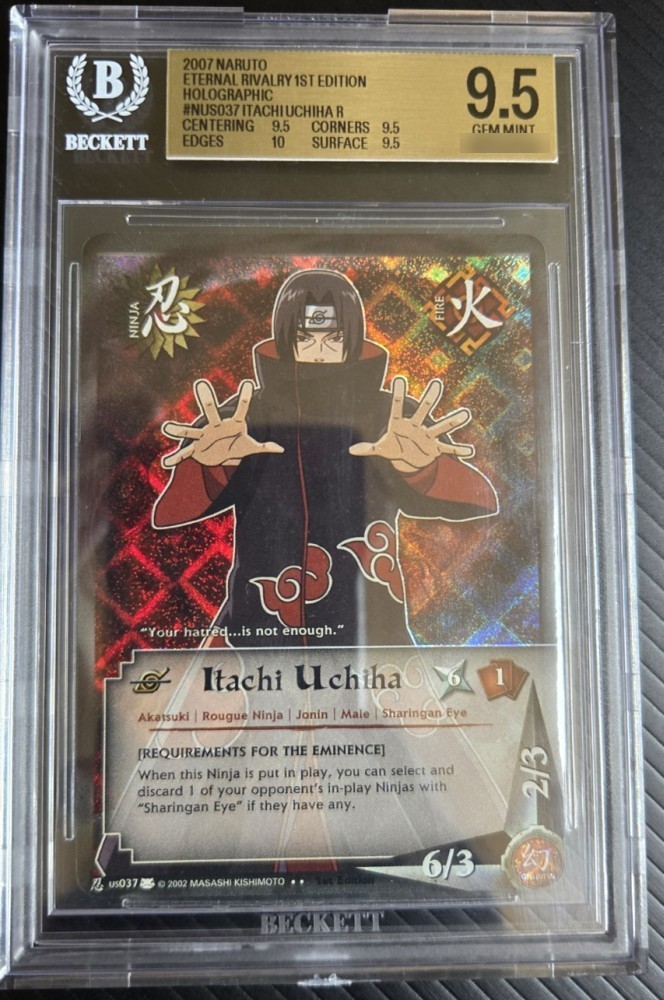 B
BECKETT
2007 NARUTO
ETERNAL RIVALRY 1ST EDITION
HOLOGRAPHIC
#NUS037 ITACHI UCHIHA R
CENTERING 9.5 CORNERS 9.5
EDGES 10 SURFACE 9.5
9.5
GEM MINT
NINJA
忍
FIRE
火
"Your hatred...is not enough."
Itachi Uchiha
6
1
Akatsuki | Rougue Ninja | Jonin | Male | Sharingan Eye
[REQUIREMENTS FOR THE EMINENCE]
When this Ninja is put in play, you can select and
discard 1 of your opponent's in-play Ninjas with
"Sharingan Eye" if they have any.
2/3
6/3
幻
忍 US037 © 2002 MASASHI KISHIMOTO 1st Edition
BECKETT